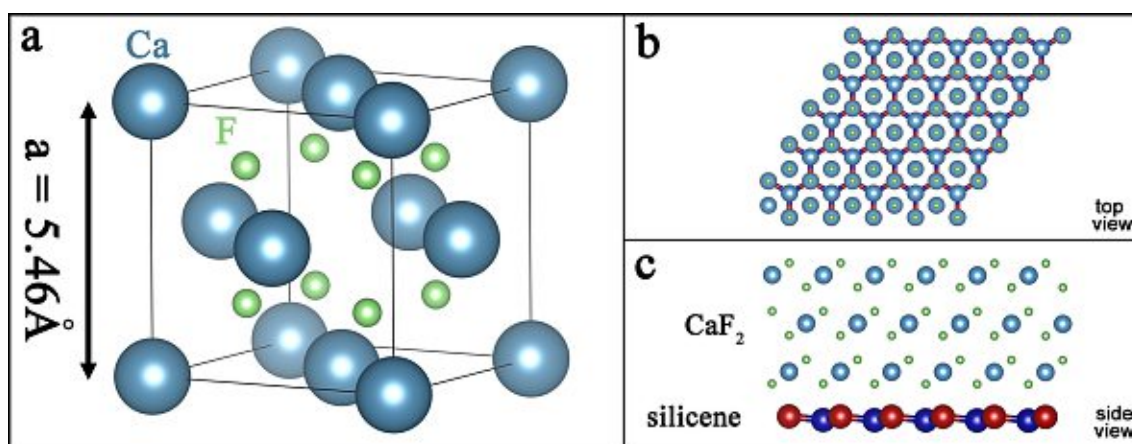 a
Ca
F
a = 5.46Å
b
top
view
c
CaF₂
silicene
side
view